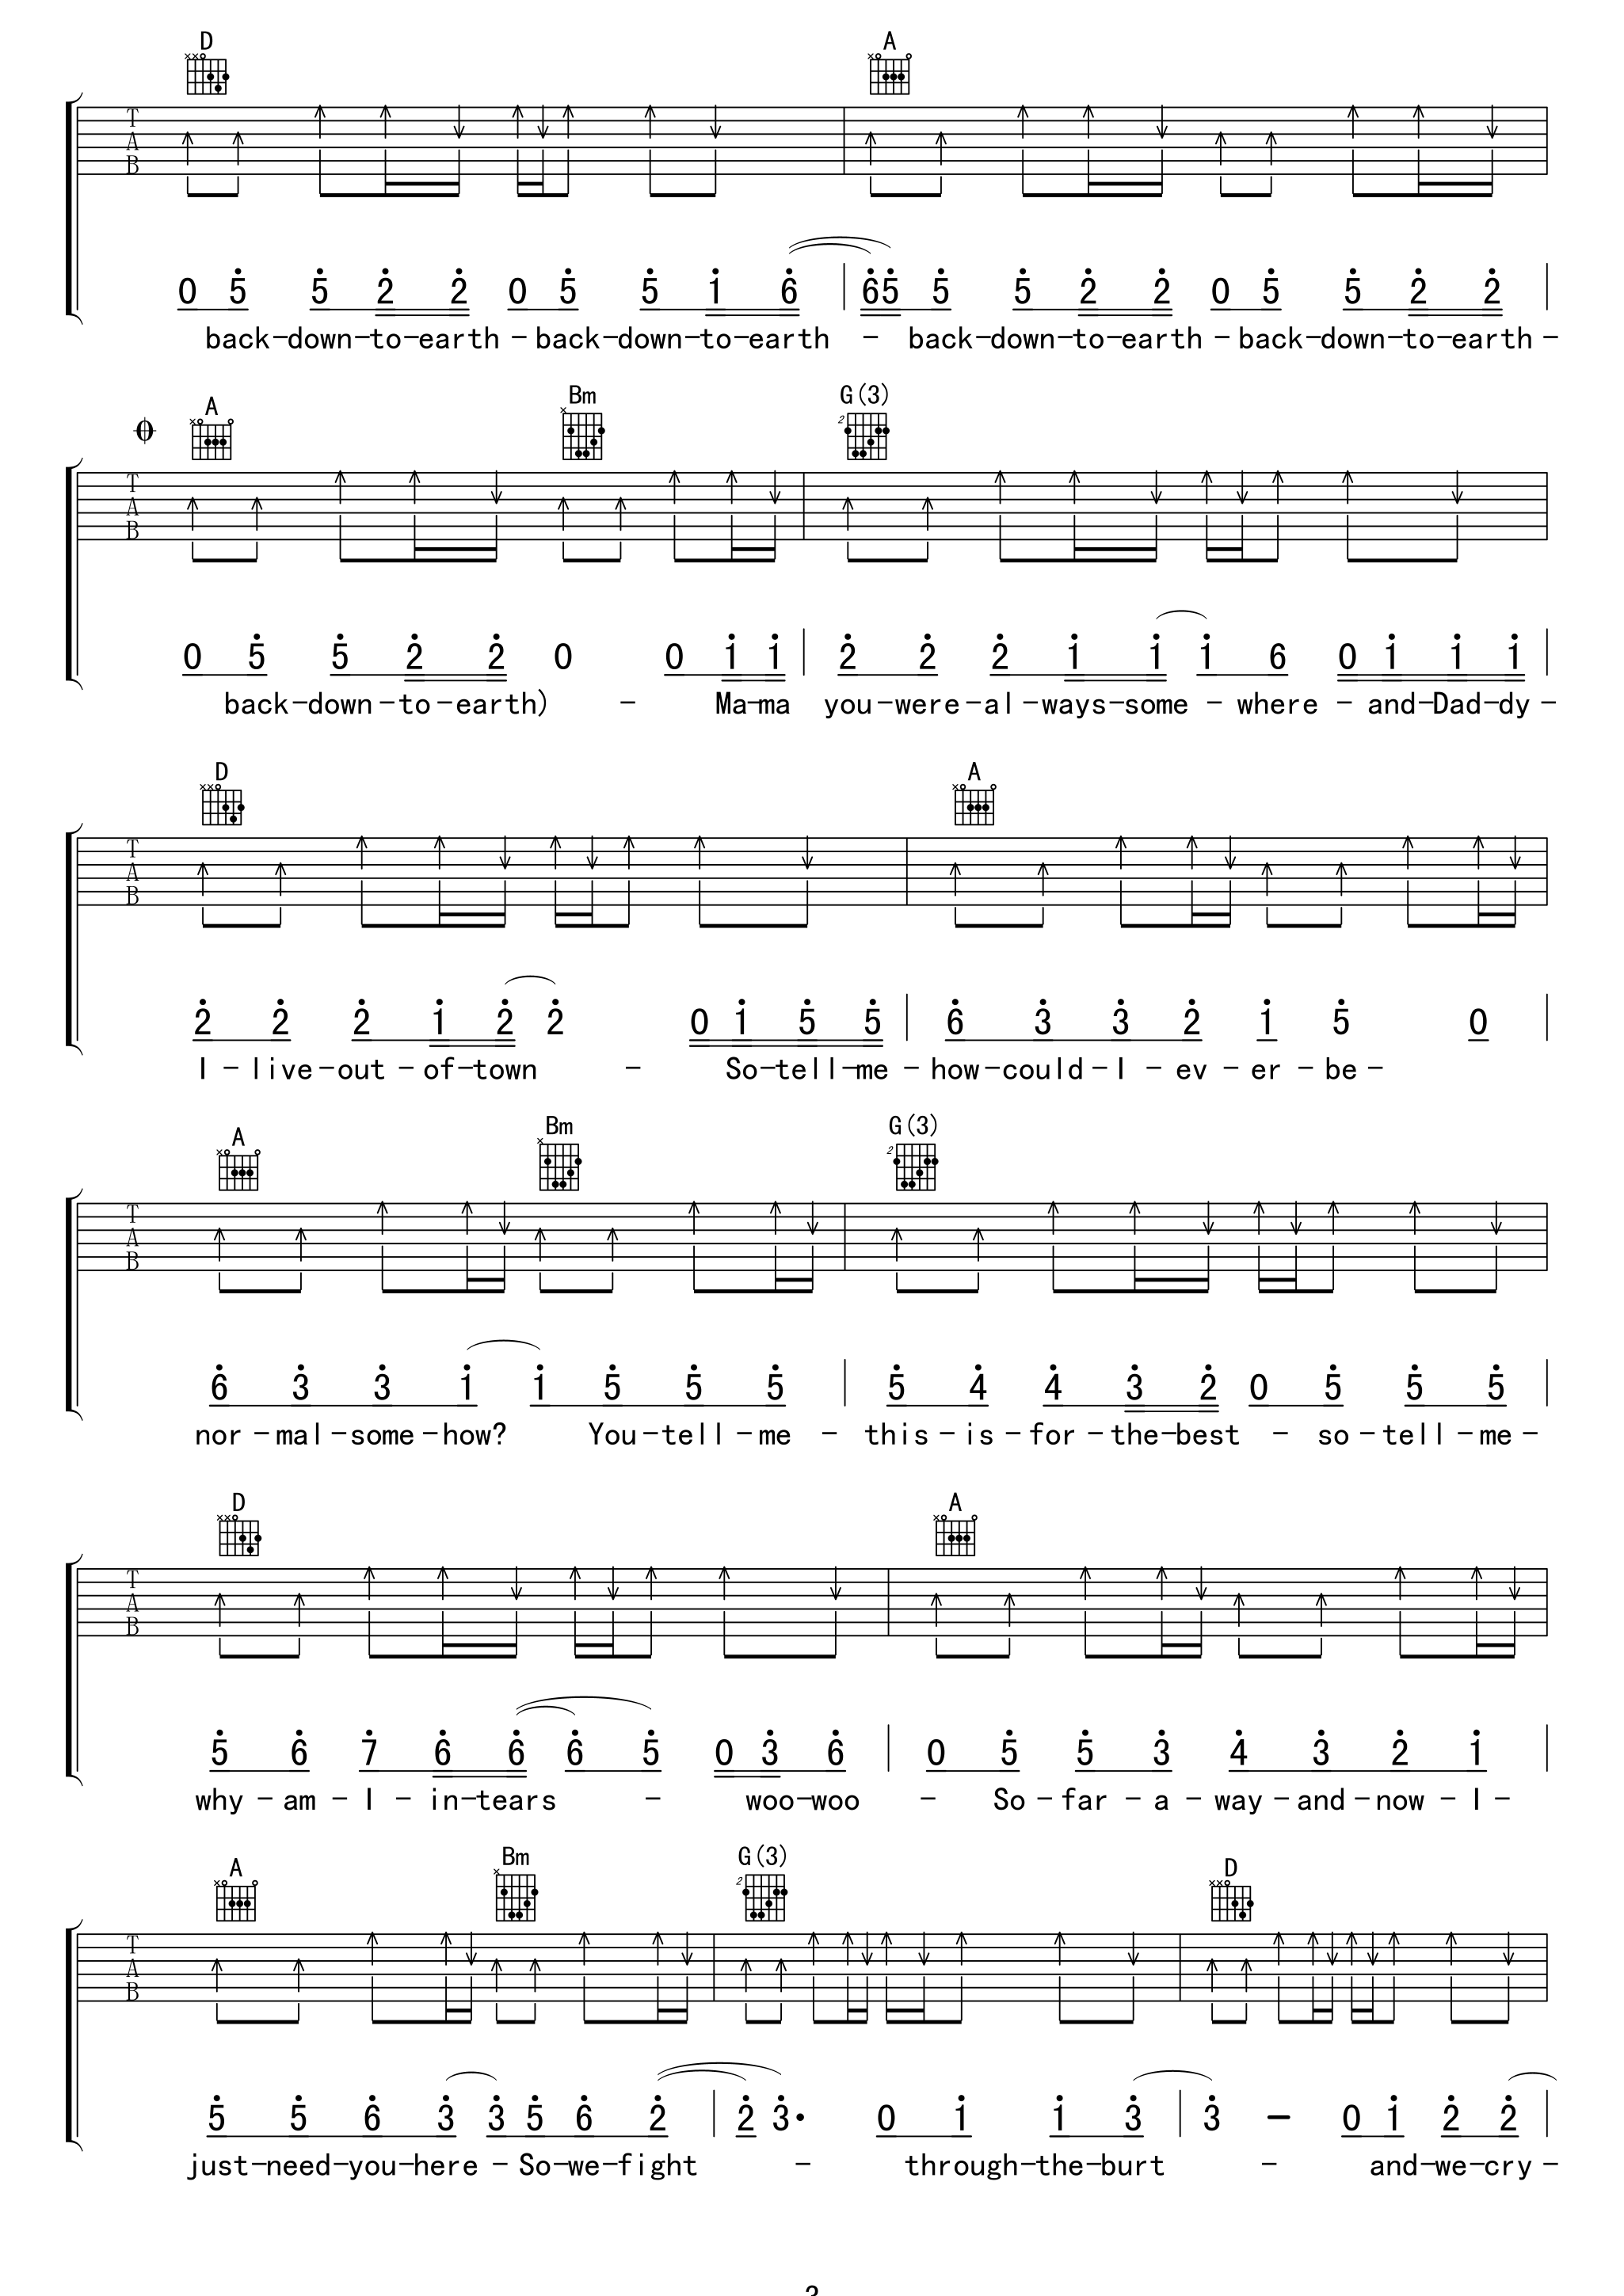 D A
T
A
B
0 5 5 2 2 0 5 5 1 6 65 5 5 2 2 0 5 5 2 2
back-down-to-earth-back-down-to-earth - back-down-to-earth-back-down-to-earth-
A Bm G(3)
2
T
A
B
0 5 5 2 2 0 0 1 1 2 2 2 1 1 1 6 0 1 1 1
back-down-to-earth) - Ma-ma you-were-al-ways-some-where-and-Dad-dy-
D A
T
A
B
2 2 2 1 2 2 0 1 5 5 6 3 3 2 1 5 0
I-live-out-of-town - So-tell-me-how-could-I-ev-er-be-
A Bm G(3)
2
T
A
B
6 3 3 1 1 5 5 5 5 4 4 3 2 0 5 5 5
nor-mal-some-how? You-tell-me - this-is-for-the-best - so-tell-me-
D A
T
A
B
5 6 7 6 6 6 5 0 3 6 0 5 5 3 4 3 2 1
why-am-I-in-tears - woo-woo - So-far-a-way-and-now-I-
A Bm G(3) D
2
T
A
B
5 5 6 3 3 5 6 2 2 3· 0 1 1 3 3 - 0 1 2 2
just-need-you-here-So-we-fight - through-the-burt - and-we-cry-